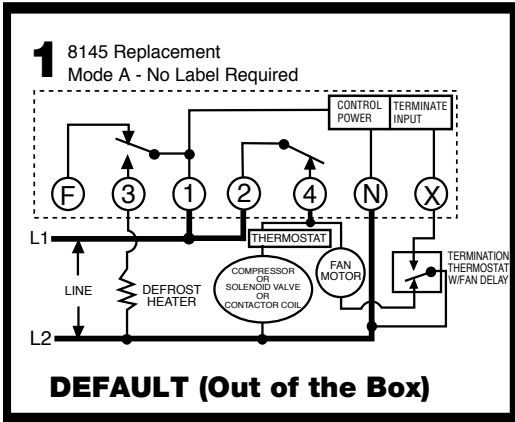 1 8145 Replacement
Mode A - No Label Required
CONTROL
POWER
TERMINATE
INPUT
F
3
1
2
4
N
X
L1
THERMOSTAT
LINE
DEFROST
HEATER
COMPRESSOR
OR
SOLENOID VALVE
OR
CONTACTOR COIL
FAN
MOTOR
TERMINATION
THERMOSTAT
W/FAN DELAY
L2
DEFAULT (Out of the Box)